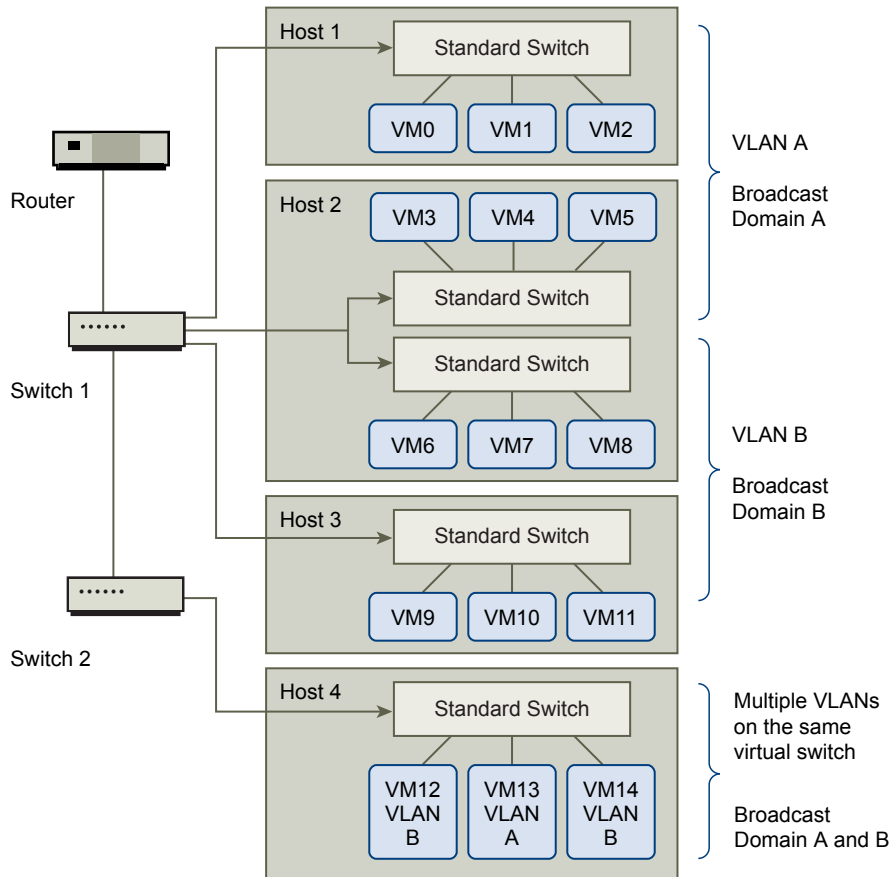 Host 1
Standard Switch
VM0
VM1
VM2
Router
VLAN A
Broadcast
Domain A
Host 2
VM3
VM4
VM5
Standard Switch
Switch 1
Standard Switch
VM6
VM7
VM8
VLAN B
Broadcast
Domain B
Host 3
Standard Switch
VM9
VM10
VM11
Switch 2
Host 4
Standard Switch
VM12
VLAN
B
VM13
VLAN
A
VM14
VLAN
B
Multiple VLANs
on the same
virtual switch
Broadcast
Domain A and B